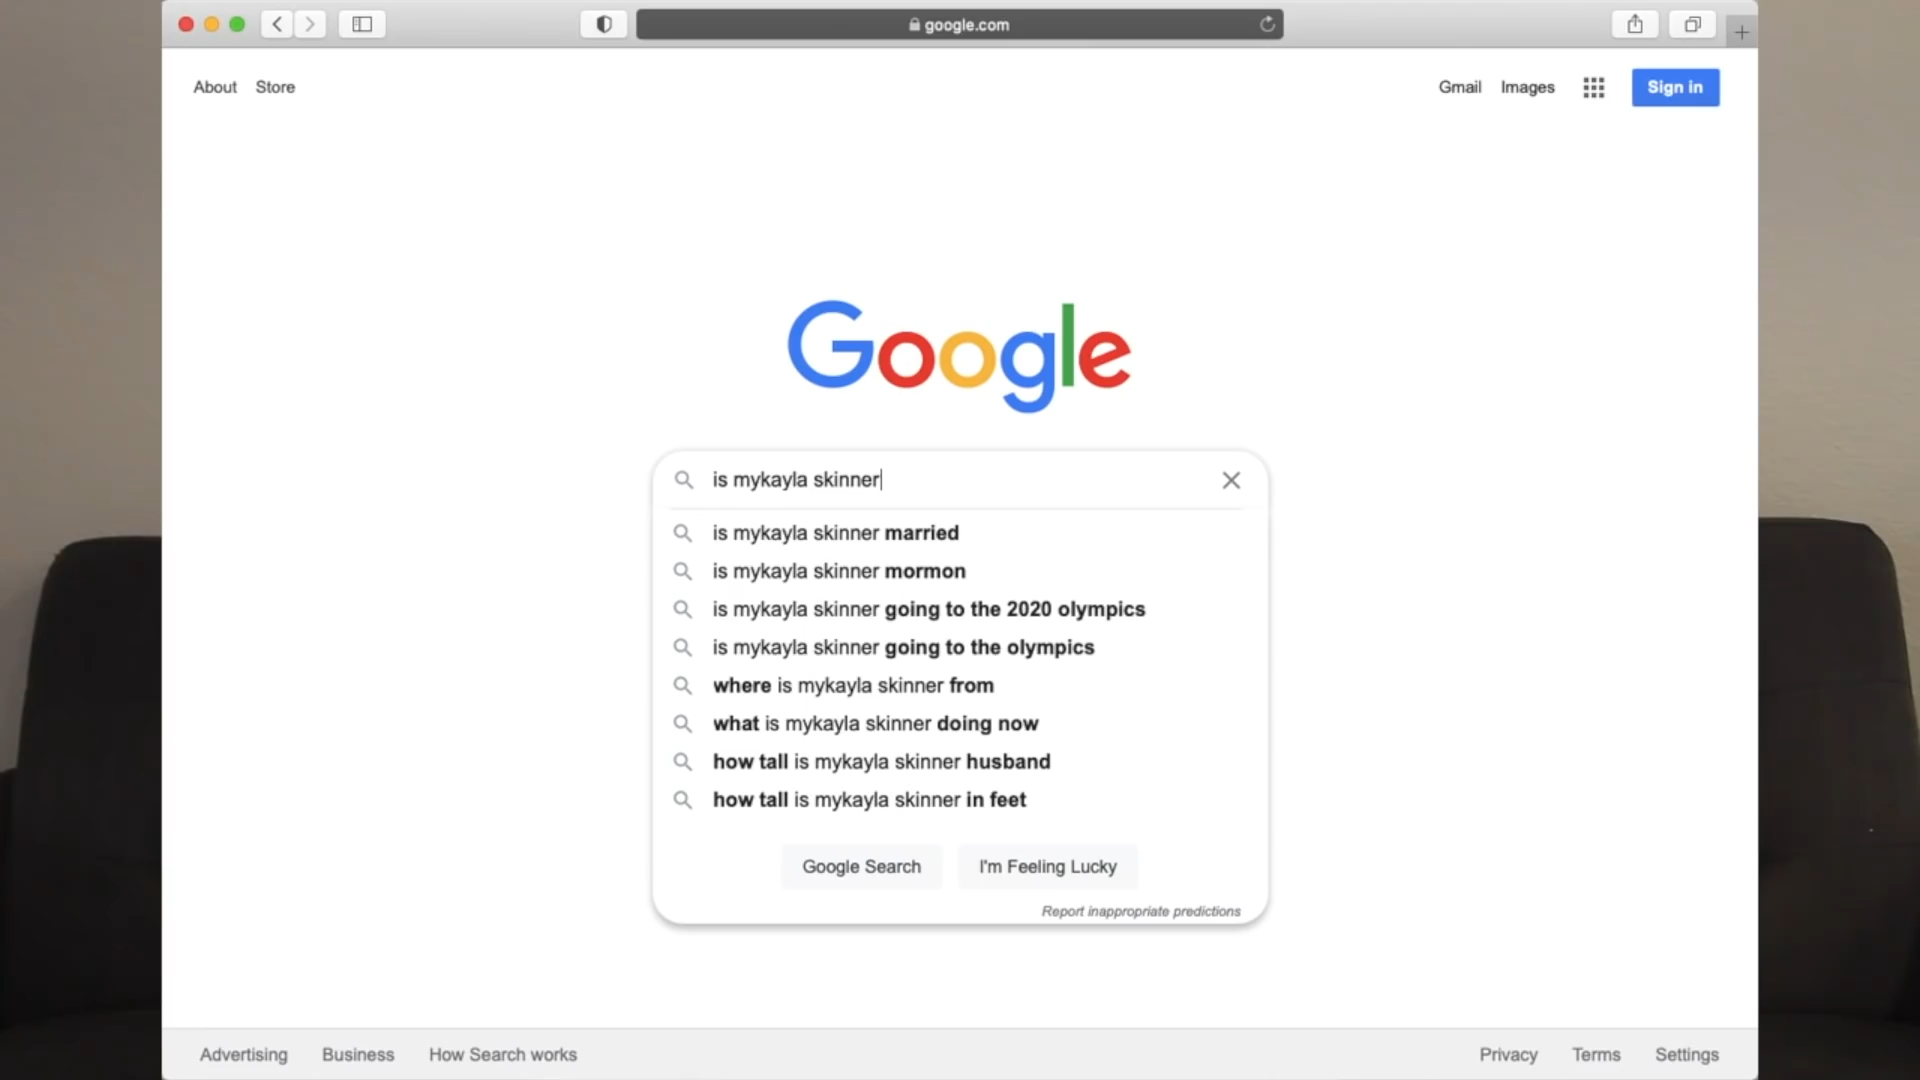 google.com
About Store Gmail Images Sign in
Google
is mykayla skinner
is mykayla skinner married
is mykayla skinner mormon
is mykayla skinner going to the 2020 olympics
is mykayla skinner going to the olympics
where is mykayla skinner from
what is mykayla skinner doing now
how tall is mykayla skinner husband
how tall is mykayla skinner in feet
Google Search I'm Feeling Lucky
Report inappropriate predictions
Advertising Business How Search works Privacy Terms Settings